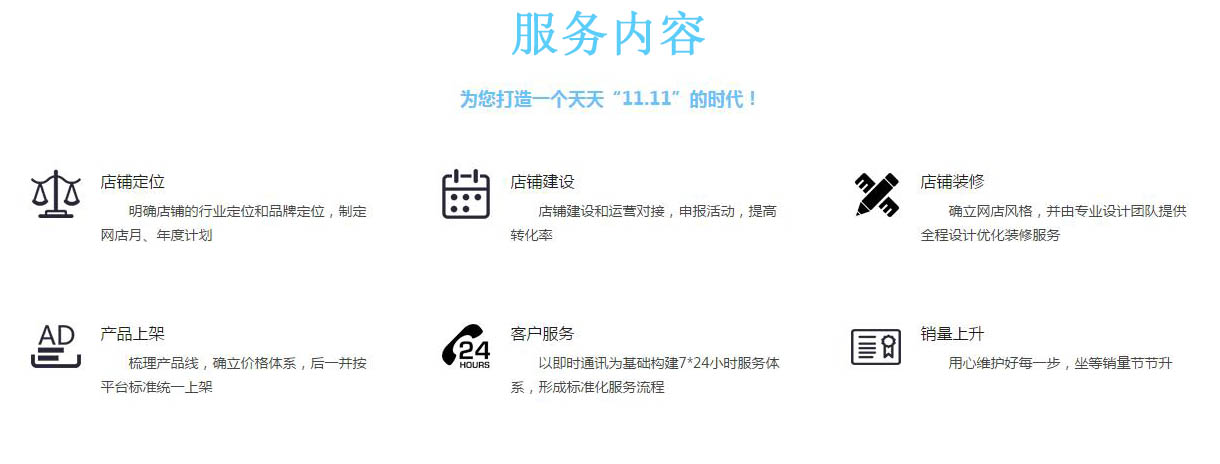 服务内容
为您打造一个天天“11.11”的时代！
店铺定位
明确店铺的行业定位和品牌定位，制定
网店月、年度计划
店铺建设
店铺建设和运营对接，申报活动，提高
转化率
店铺装修
确立网店风格，并由专业设计团队提供
全程设计优化装修服务
AD
产品上架
梳理产品线，确立价格体系，后一并按
平台标准统一上架
24
HOURS
客户服务
以即时通讯为基础构建7*24小时服务体
系，形成标准化服务流程
销量上升
用心维护好每一步，坐等销量节节升